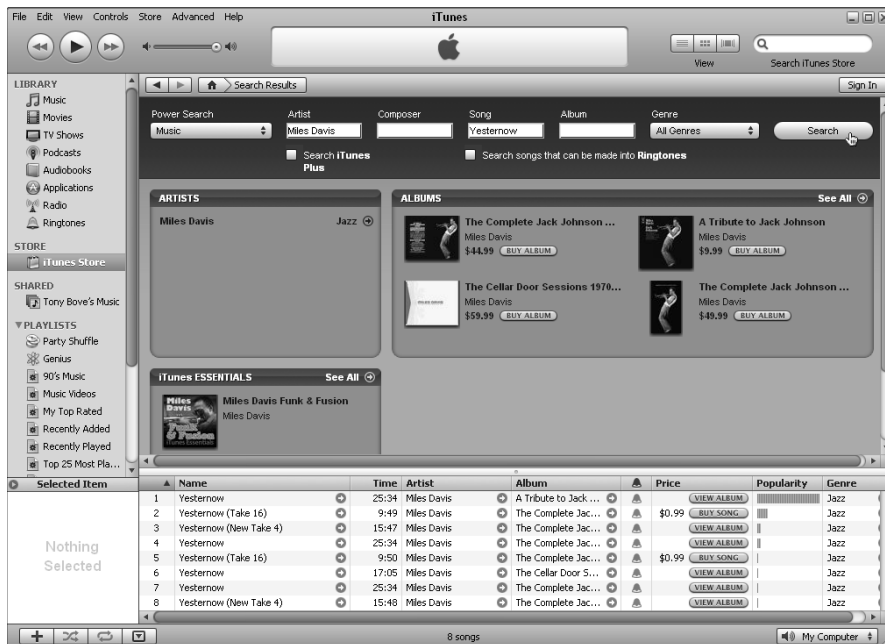 File Edit View Controls Store Advanced Help
iTunes
View
Search iTunes Store
LIBRARY
Music
Movies
TV Shows
Podcasts
Audiobooks
Applications
Radio
Ringtones
STORE
iTunes Store
SHARED
Tony Bove's Music
PLAYLISTS
Party Shuffle
Genius
90's Music
Music Videos
My Top Rated
Recently Added
Recently Played
Top 25 Most Pla...
Selected Item
Nothing
Selected
Search Results
Sign In
Power Search Artist Composer Song Album Genre
Music Miles Davis Yesternow All Genres Search
Search iTunes Plus
Search songs that can be made into Ringtones
ARTISTS
Miles Davis Jazz
ALBUMS See All
The Complete Jack Johnson ...
Miles Davis
$44.99 BUY ALBUM
A Tribute to Jack Johnson
Miles Davis
$9.99 BUY ALBUM
The Cellar Door Sessions 1970...
Miles Davis
$59.99 BUY ALBUM
The Complete Jack Johnson ...
Miles Davis
$49.99 BUY ALBUM
iTunes ESSENTIALS See All
Miles Davis Funk & Fusion
Miles Davis
Miles
Davis
Funk
& Fusion
iTunes Essentials
Name Time Artist Album Price Popularity Genre
1 Yesternow 25:34 Miles Davis A Tribute to Jack ... VIEW ALBUM Jazz
2 Yesternow (Take 16) 9:49 Miles Davis The Complete Jac... $0.99 BUY SONG Jazz
3 Yesternow (New Take 4) 15:47 Miles Davis The Complete Jac... VIEW ALBUM Jazz
4 Yesternow 25:34 Miles Davis The Complete Jac... VIEW ALBUM Jazz
5 Yesternow (Take 16) 9:50 Miles Davis The Complete Jac... $0.99 BUY SONG Jazz
6 Yesternow 17:05 Miles Davis The Cellar Door S... VIEW ALBUM Jazz
7 Yesternow 25:34 Miles Davis The Complete Jac... VIEW ALBUM Jazz
8 Yesternow (New Take 4) 15:48 Miles Davis The Complete Jac... VIEW ALBUM Jazz
8 songs
My Computer